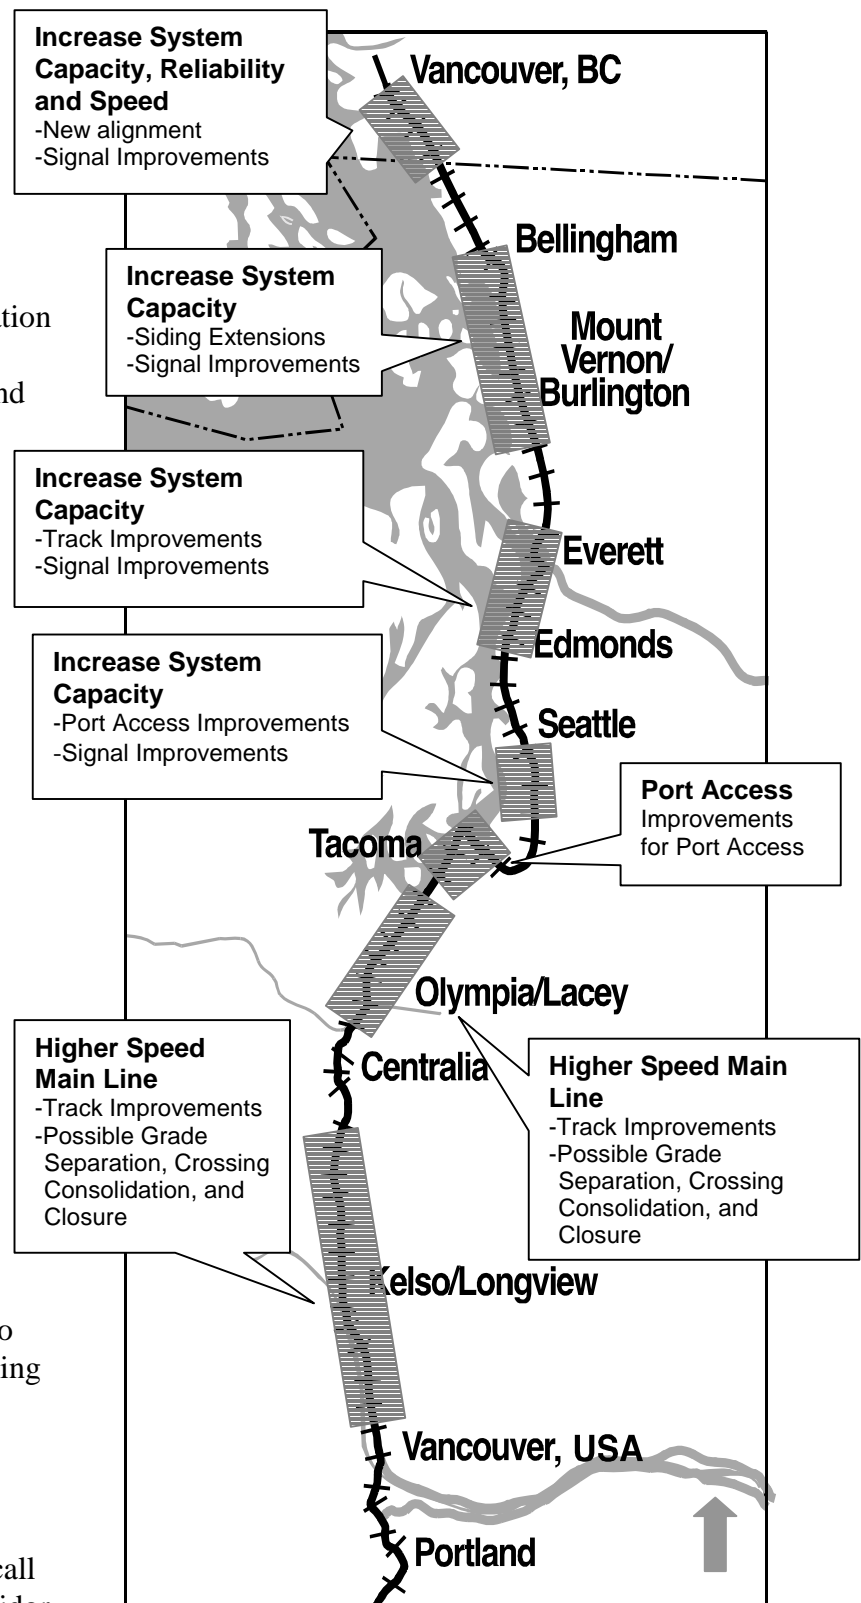 Increase System
Capacity, Reliability
and Speed
-New alignment
-Signal Improvements
Vancouver, BC
Bellingham
Increase System
Capacity
-Siding Extensions
-Signal Improvements
Mount
Vernon/
Burlington
Increase System
Capacity
-Track Improvements
-Signal Improvements
Everett
Edmonds
Increase System
Capacity
-Port Access Improvements
-Signal Improvements
Seattle
Port Access
Improvements
for Port Access
Tacoma
Olympia/Lacey
Higher Speed
Main Line
-Track Improvements
-Possible Grade
Separation, Crossing
Consolidation, and
Closure
Centralia
Higher Speed Main
Line
-Track Improvements
-Possible Grade
Separation, Crossing
Consolidation, and
Closure
Kelso/Longview
Vancouver, USA
Portland